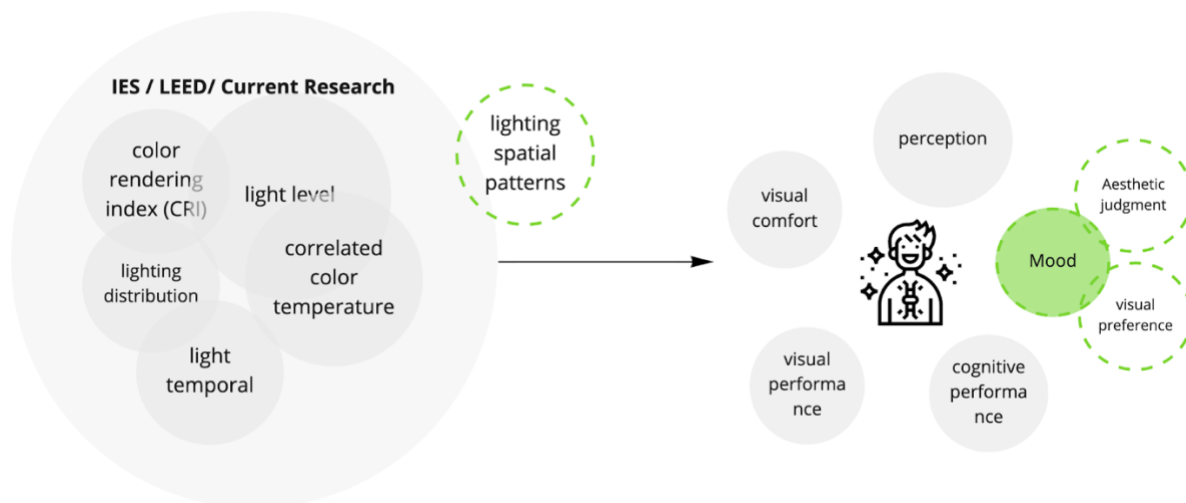 IES / LEED/ Current Research
color
rendering
index (CRI)
light level
lighting
distribution
correlated
color
temperature
light
temporal
lighting
spatial
patterns
perception
visual
comfort
Aesthetic
judgment
Mood
visual
preference
visual
performa
nce
cognitive
performa
nce